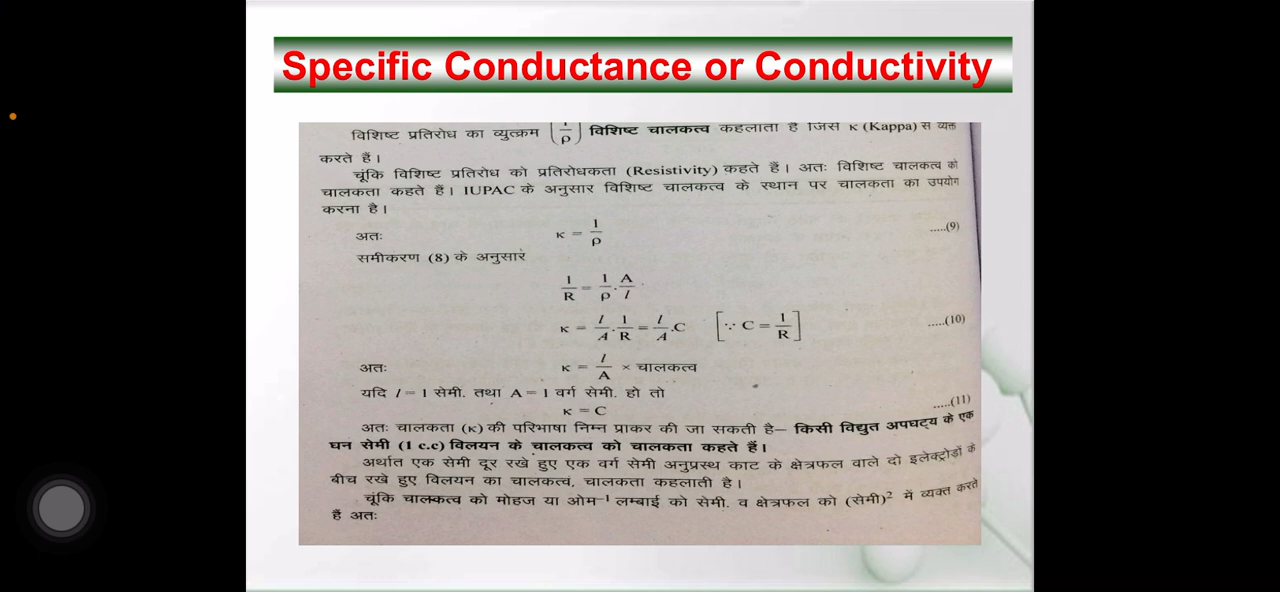 Specific Conductance or Conductivity
विशिष्ट प्रतिरोध का व्युत्क्रम [1/ρ] विशिष्ट चालकत्व कहलाता है जिसे κ (Kappa) से व्यक्त
करते हैं।
चूंकि विशिष्ट प्रतिरोध को प्रतिरोधकता (Resistivity) कहते हैं। अतः विशिष्ट चालकत्व को
चालकता कहते हैं। IUPAC के अनुसार विशिष्ट चालकत्व के स्थान पर चालकता का उपयोग
करना है।
अतः κ = 1/ρ .....(9)
समीकरण (8) के अनुसार
1/R = 1/ρ . A/l
κ = l/A . 1/R = l/A .C [∵ C = 1/R] .....(10)
अतः κ = l/A × चालकत्व
यदि l = 1 सेमी. तथा A = 1 वर्ग सेमी. हो तो
κ = C .....(11)
अतः चालकता (κ) की परिभाषा निम्न प्राकर की जा सकती है– किसी विद्युत अपघट्य के एक
घन सेमी (1 c.c) विलयन के चालकत्व को चालकता कहते हैं।
अर्थात एक सेमी दूर रखे हुए एक वर्ग सेमी अनुप्रस्थ काट के क्षेत्रफल वाले दो इलेक्ट्रोड़ों के
बीच रखे हुए विलयन का चालकत्व, चालकता कहलाती है।
चूंकि चालकत्व को मोहज या ओम⁻¹ लम्बाई को सेमी. व क्षेत्रफल को (सेमी)² में व्यक्त करते
हैं अतः